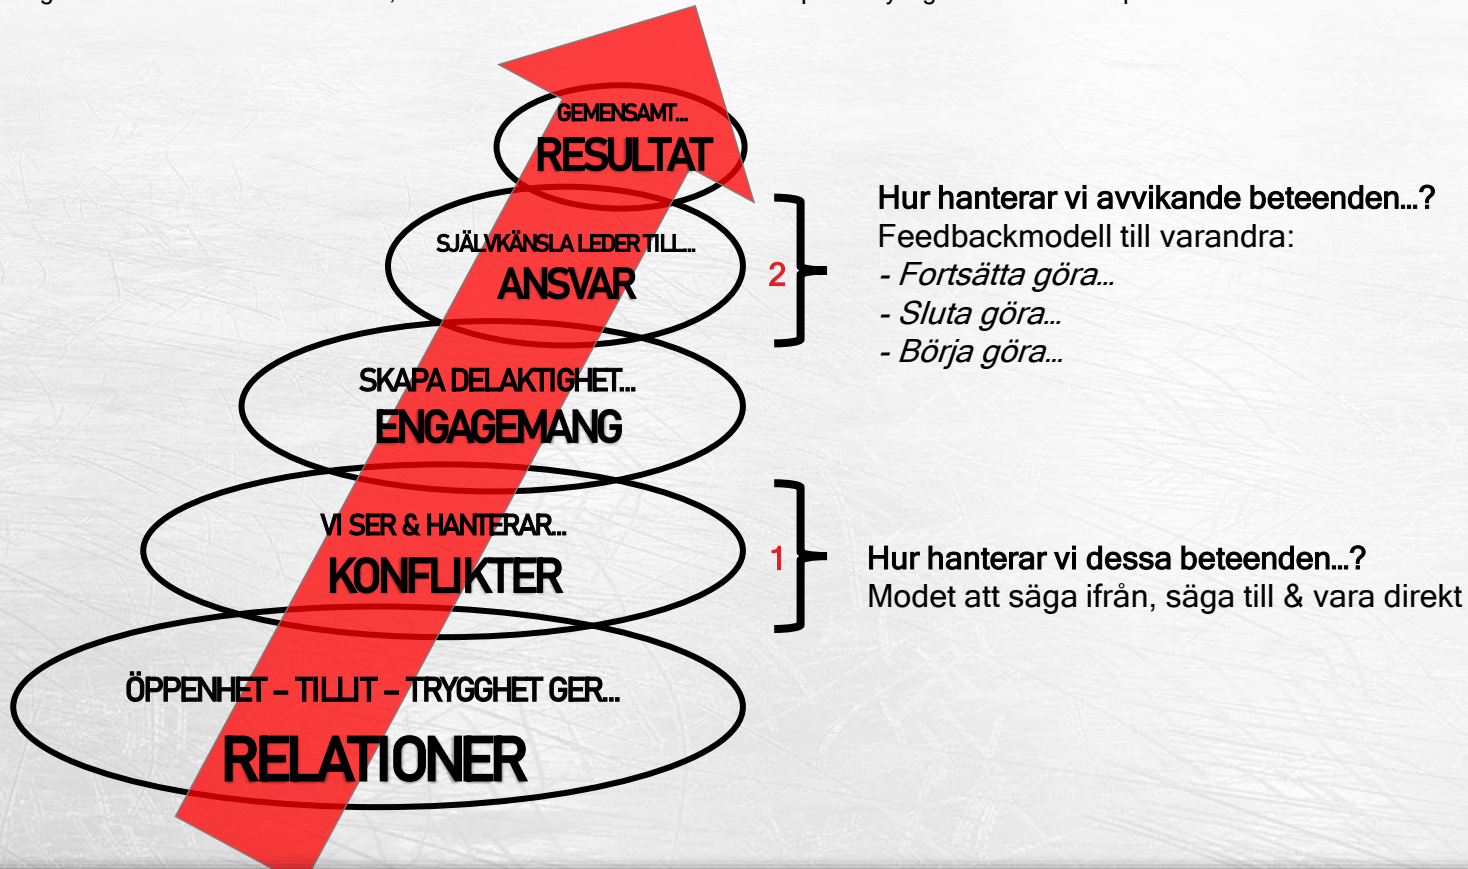 GEMENSAMT...
RESULTAT
SJÄLVKÄNSLA LEDER TILL...
ANSVAR
SKAPA DELAKTIGHET...
ENGAGEMANG
VI SER & HANTERAR...
KONFLIKTER
ÖPPENHET – TILLIT – TRYGGHET GER...
RELATIONER
2
Hur hanterar vi avvikande beteenden...?
Feedbackmodell till varandra:
- Fortsätta göra...
- Sluta göra...
- Börja göra...
1
Hur hanterar vi dessa beteenden...?
Modet att säga ifrån, säga till & vara direkt